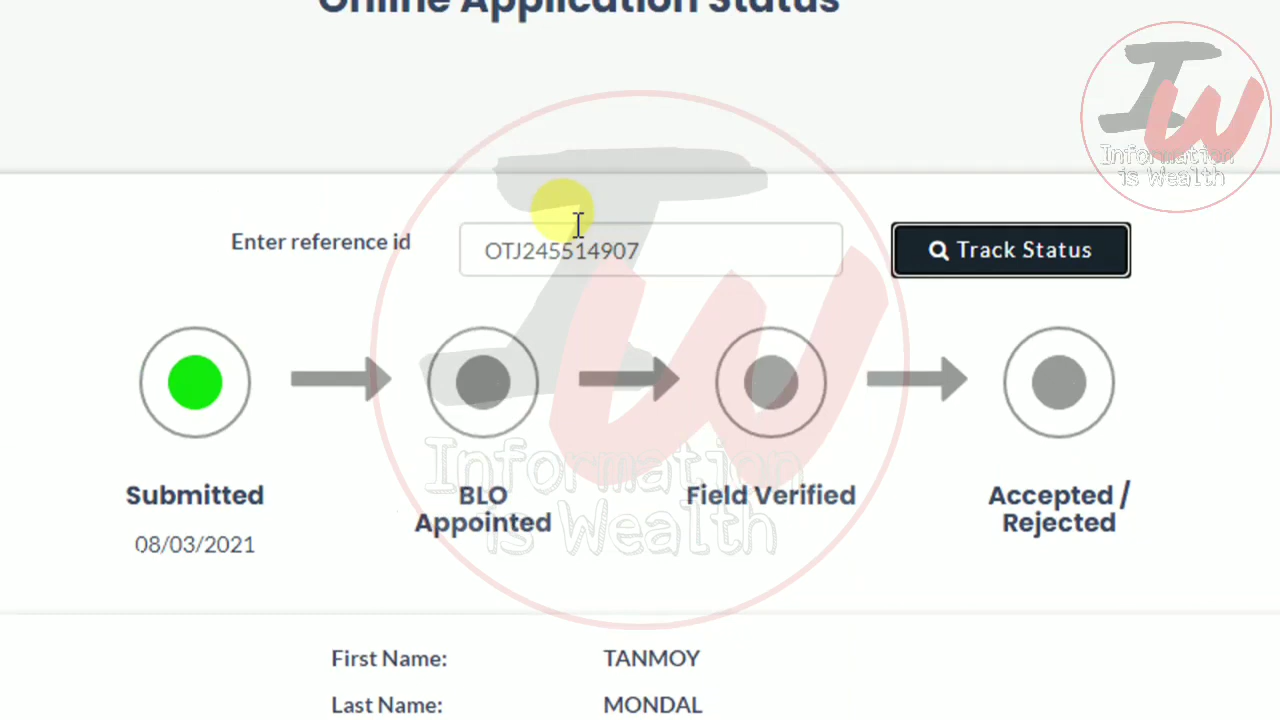 Online Application Status
Information
is Wealth
Enter reference id
OTJ245514907
Track Status
Submitted
BLO
Appointed
Field Verified
Accepted /
Rejected
08/03/2021
Information
is Wealth
First Name:
TANMOY
Last Name:
MONDAL